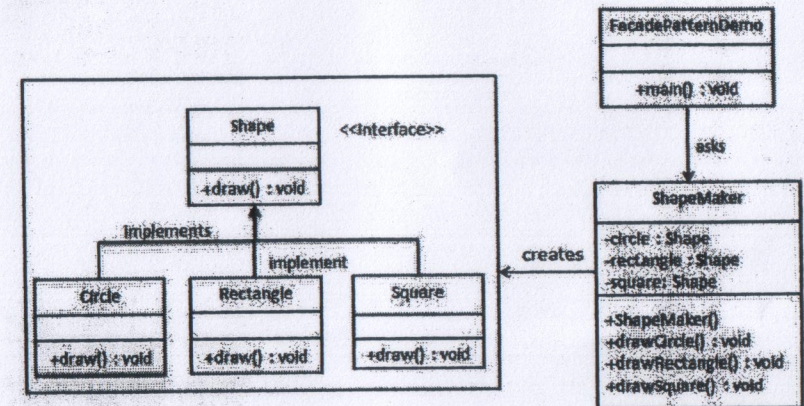 FacadePatternDemo
+main() : void
asks
Shape
<<Interface>>
+draw() : void
Implements
implement
Circle
+draw() : void
Rectangle
+draw() : void
Square
+draw() : void
creates
ShapeMaker
-circle : Shape
-rectangle : Shape
-square: Shape
+ShapeMaker()
+drawCircle() : void
+drawRectangle() : void
+drawSquare() : void